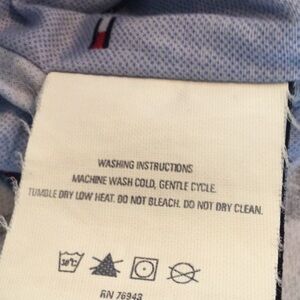 WASHING INSTRUCTIONS
MACHINE WASH COLD, GENTLE CYCLE.
TUMBLE DRY LOW HEAT. DO NOT BLEACH. DO NOT DRY CLEAN.
30°C
RN 76943